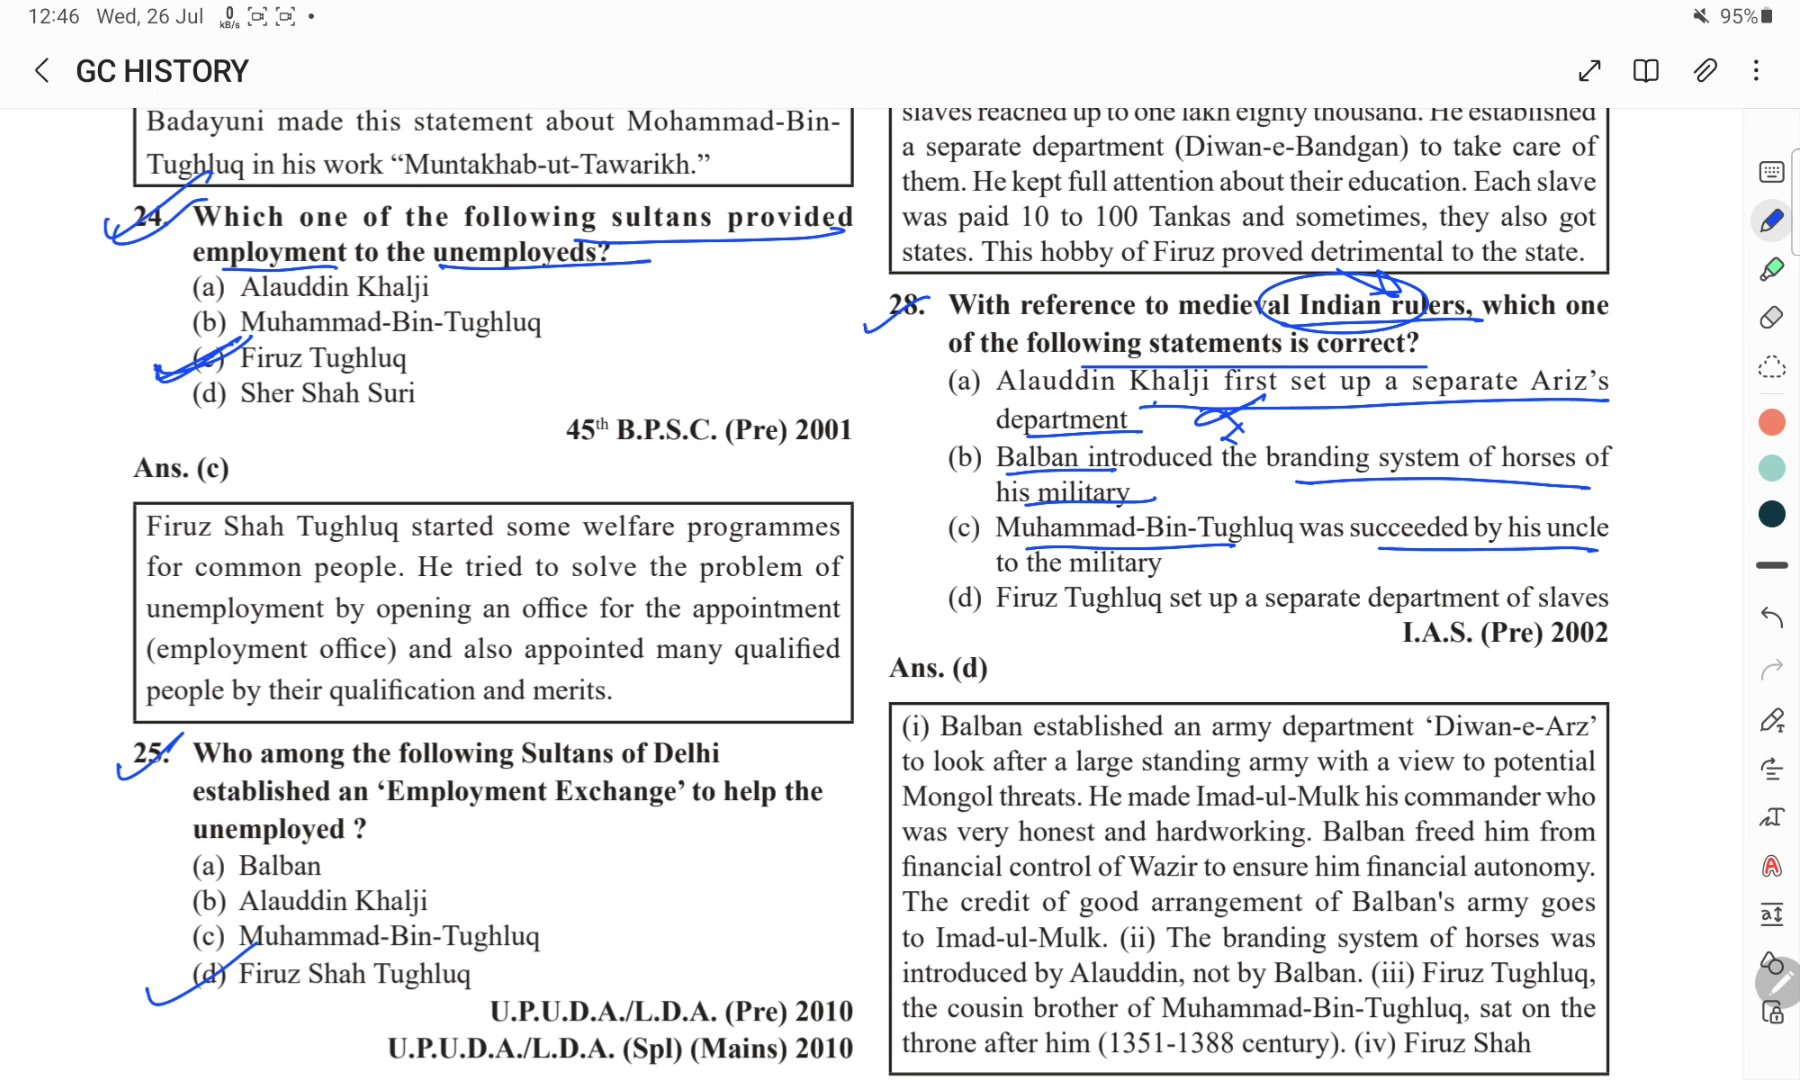 12:46 Wed, 26 Jul 0 kB/s 95%
GC HISTORY
Badayuni made this statement about Mohammad-Bin-
Tughluq in his work “Muntakhab-ut-Tawarikh.”
24. Which one of the following sultans provided
employment to the unemployeds?
(a) Alauddin Khalji
(b) Muhammad-Bin-Tughluq
(c) Firuz Tughluq
(d) Sher Shah Suri
45th B.P.S.C. (Pre) 2001
Ans. (c)
Firuz Shah Tughluq started some welfare programmes
for common people. He tried to solve the problem of
unemployment by opening an office for the appointment
(employment office) and also appointed many qualified
people by their qualification and merits.
25. Who among the following Sultans of Delhi
established an ‘Employment Exchange’ to help the
unemployed ?
(a) Balban
(b) Alauddin Khalji
(c) Muhammad-Bin-Tughluq
(d) Firuz Shah Tughluq
U.P.U.D.A./L.D.A. (Pre) 2010
U.P.U.D.A./L.D.A. (Spl) (Mains) 2010
slaves reached up to one lakh eighty thousand. He established
a separate department (Diwan-e-Bandgan) to take care of
them. He kept full attention about their education. Each slave
was paid 10 to 100 Tankas and sometimes, they also got
states. This hobby of Firuz proved detrimental to the state.
28. With reference to medieval Indian rulers, which one
of the following statements is correct?
(a) Alauddin Khalji first set up a separate Ariz’s
department
(b) Balban introduced the branding system of horses of
his military
(c) Muhammad-Bin-Tughluq was succeeded by his uncle
to the military
(d) Firuz Tughluq set up a separate department of slaves
I.A.S. (Pre) 2002
Ans. (d)
(i) Balban established an army department ‘Diwan-e-Arz’
to look after a large standing army with a view to potential
Mongol threats. He made Imad-ul-Mulk his commander who
was very honest and hardworking. Balban freed him from
financial control of Wazir to ensure him financial autonomy.
The credit of good arrangement of Balban's army goes
to Imad-ul-Mulk. (ii) The branding system of horses was
introduced by Alauddin, not by Balban. (iii) Firuz Tughluq,
the cousin brother of Muhammad-Bin-Tughluq, sat on the
throne after him (1351-1388 century). (iv) Firuz Shah